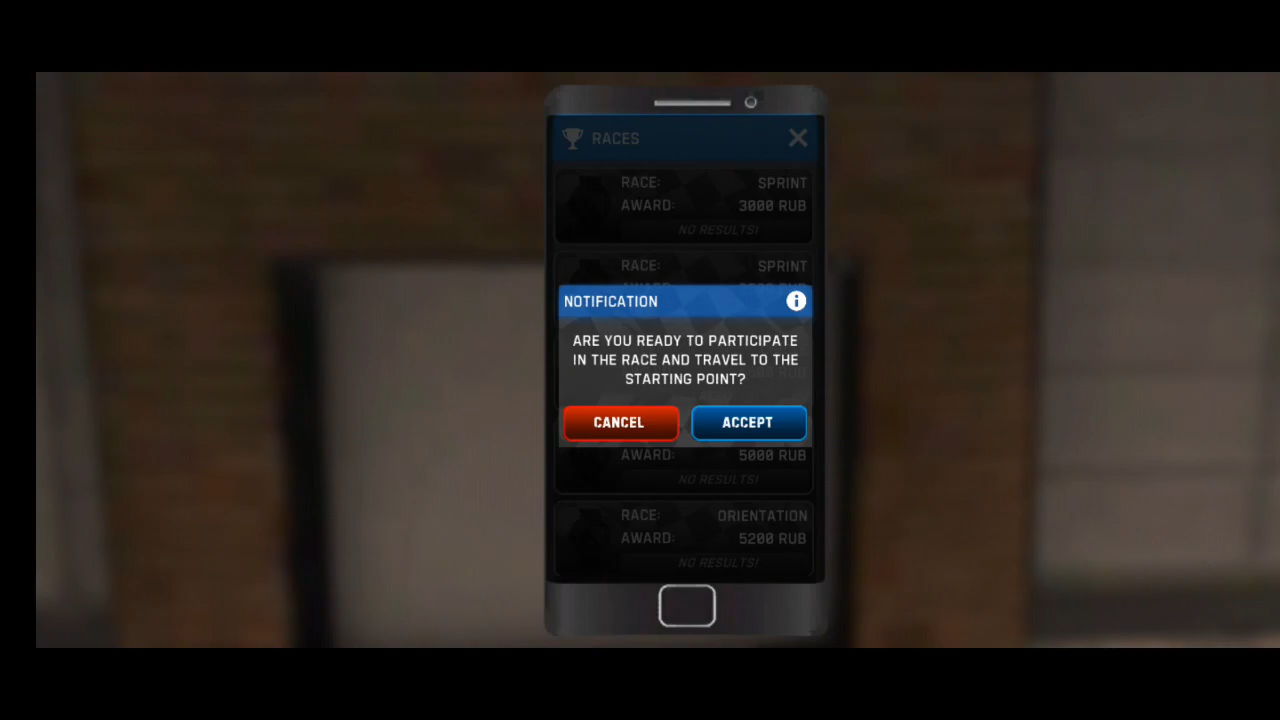 RACES
RACE: SPRINT
AWARD: 3000 RUB
NO RESULTS!
RACE: SPRINT
NOTIFICATION
ARE YOU READY TO PARTICIPATE
IN THE RACE AND TRAVEL TO THE
STARTING POINT?
CANCEL ACCEPT
AWARD: 5000 RUB
NO RESULTS!
RACE: ORIENTATION
AWARD: 5200 RUB
NO RESULTS!